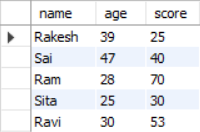 name age score
Rakesh 39 25
Sai 47 40
Ram 28 70
Sita 25 30
Ravi 30 53